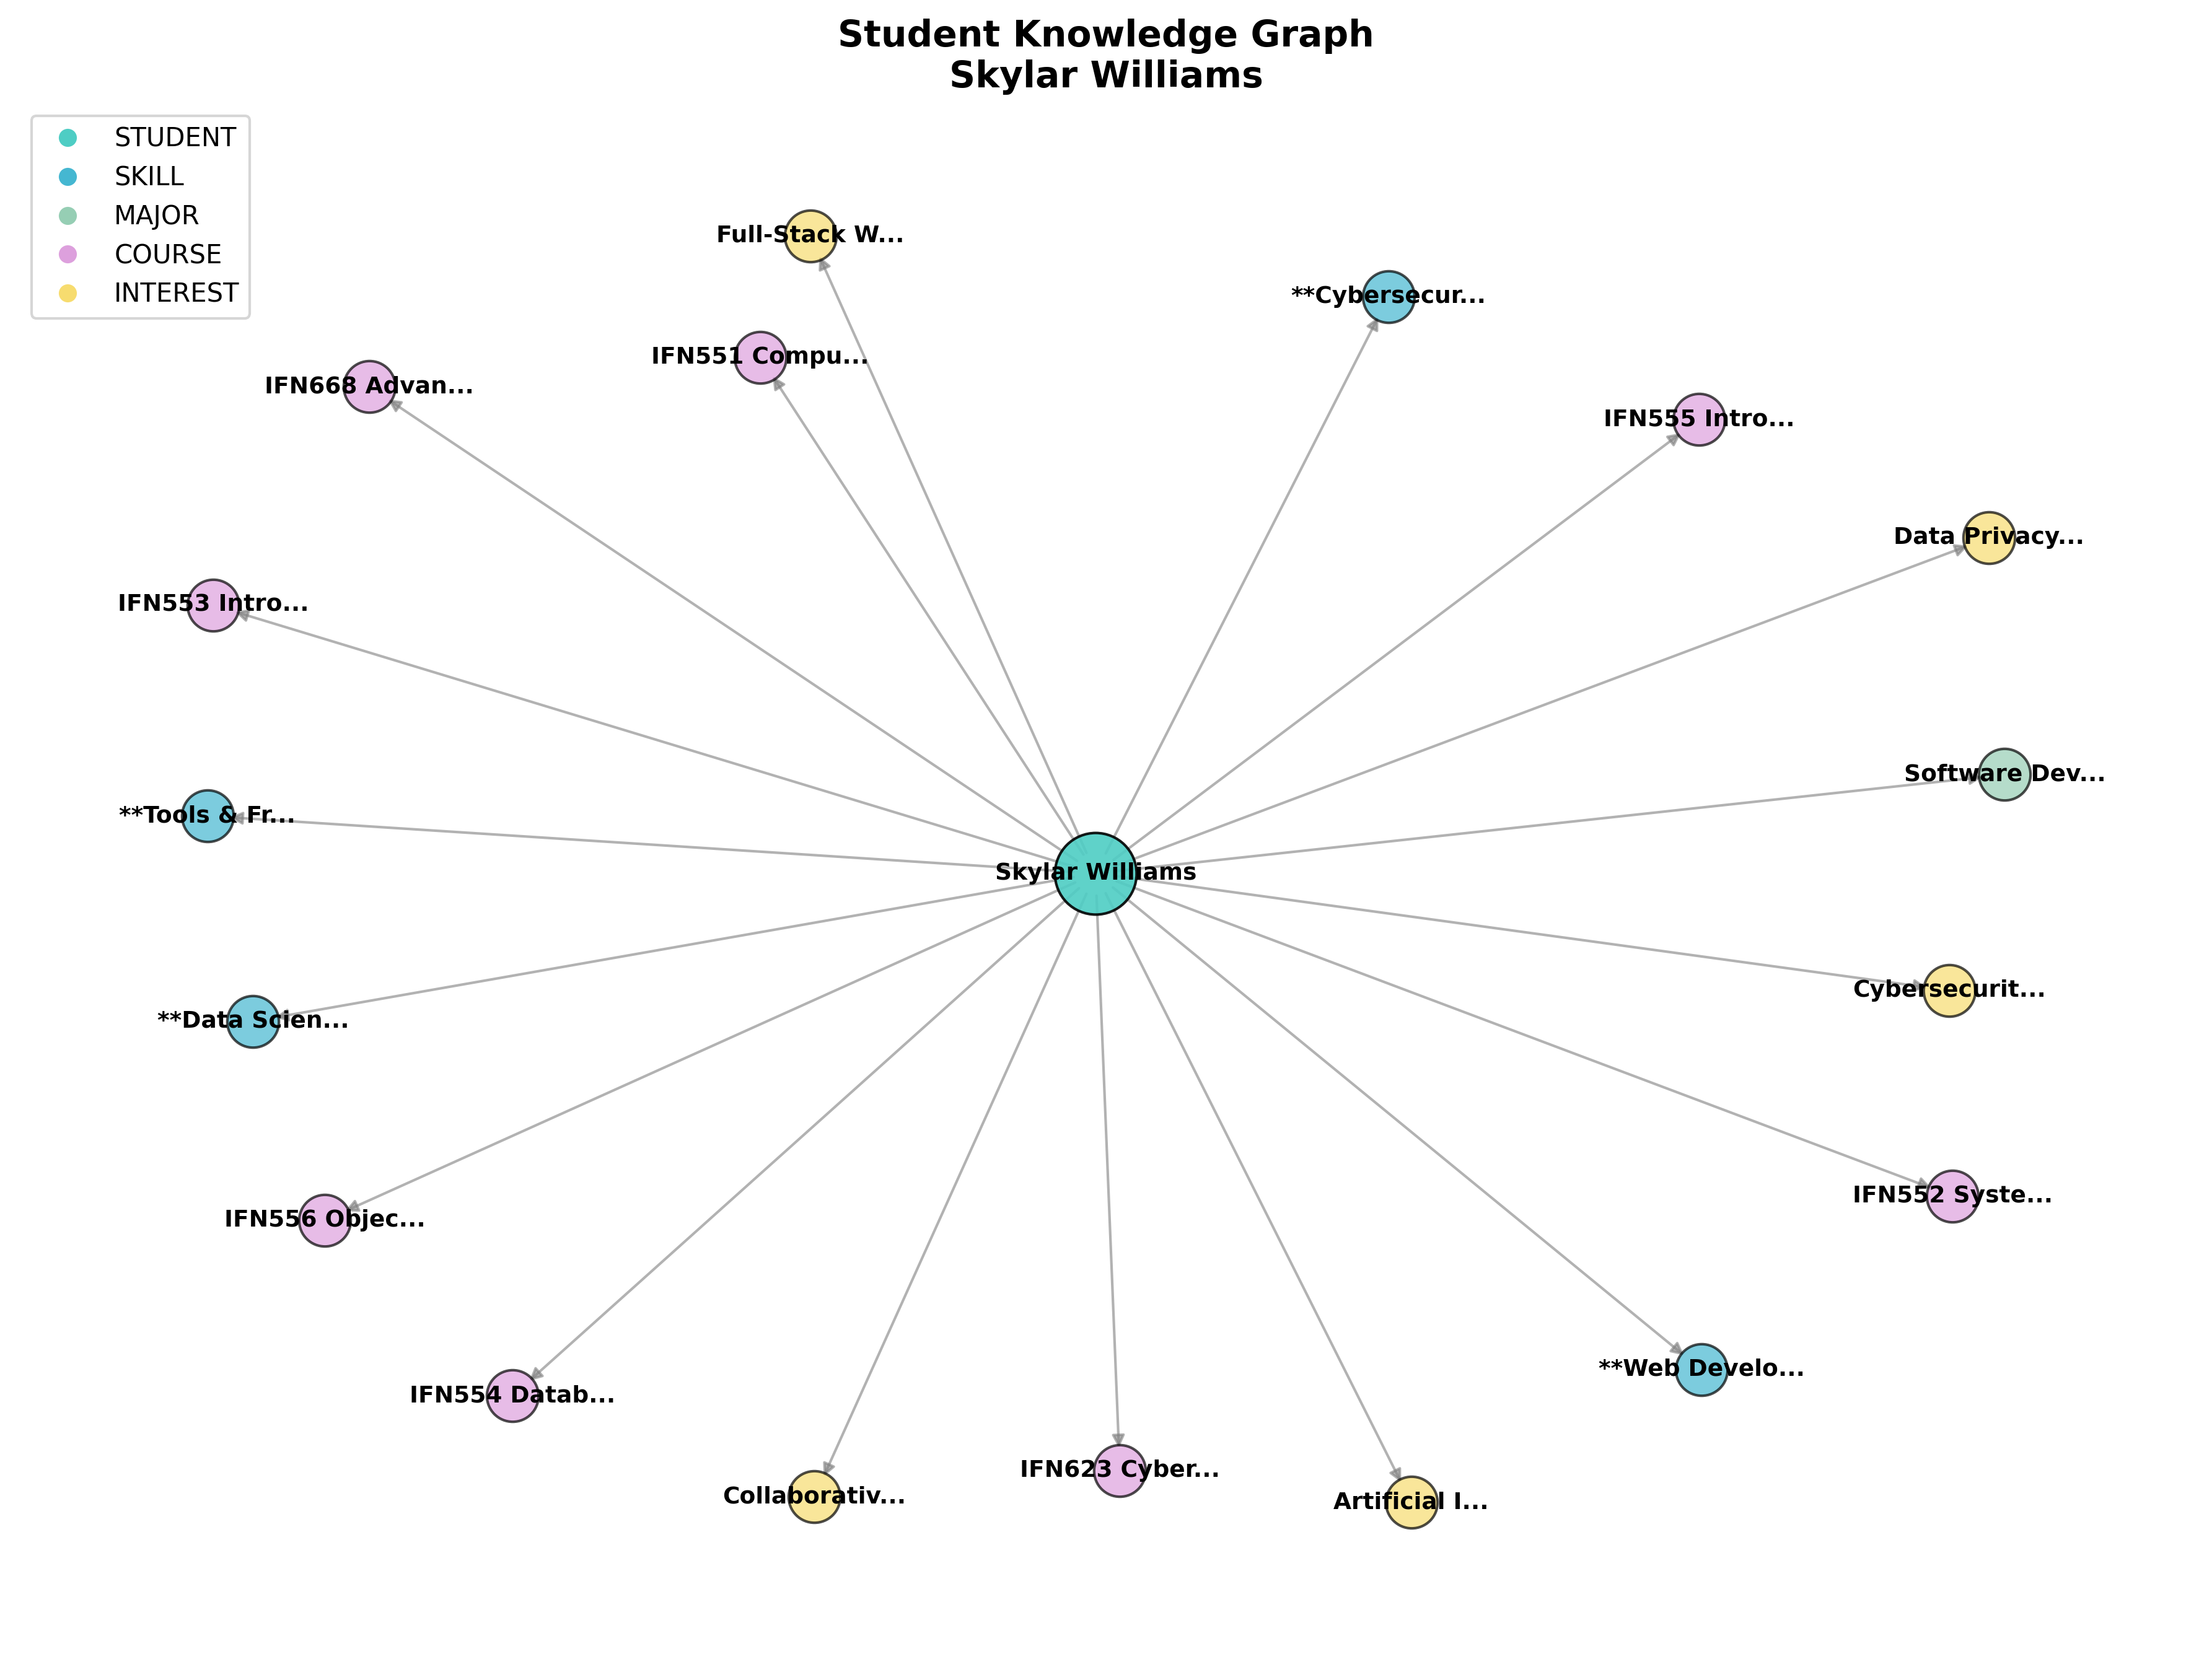 Student Knowledge Graph
Skylar Williams
STUDENT
SKILL
MAJOR
COURSE
INTEREST
Full-Stack W...
**Cybersecur...
IFN551 Compu...
IFN668 Advan...
IFN555 Intro...
Data Privacy...
IFN553 Intro...
Software Dev...
**Tools & Fr...
Skylar Williams
Cybersecurit...
**Data Scien...
IFN552 Syste...
IFN556 Objec...
**Web Develo...
IFN554 Datab...
IFN623 Cyber...
Collaborativ...
Artificial I...